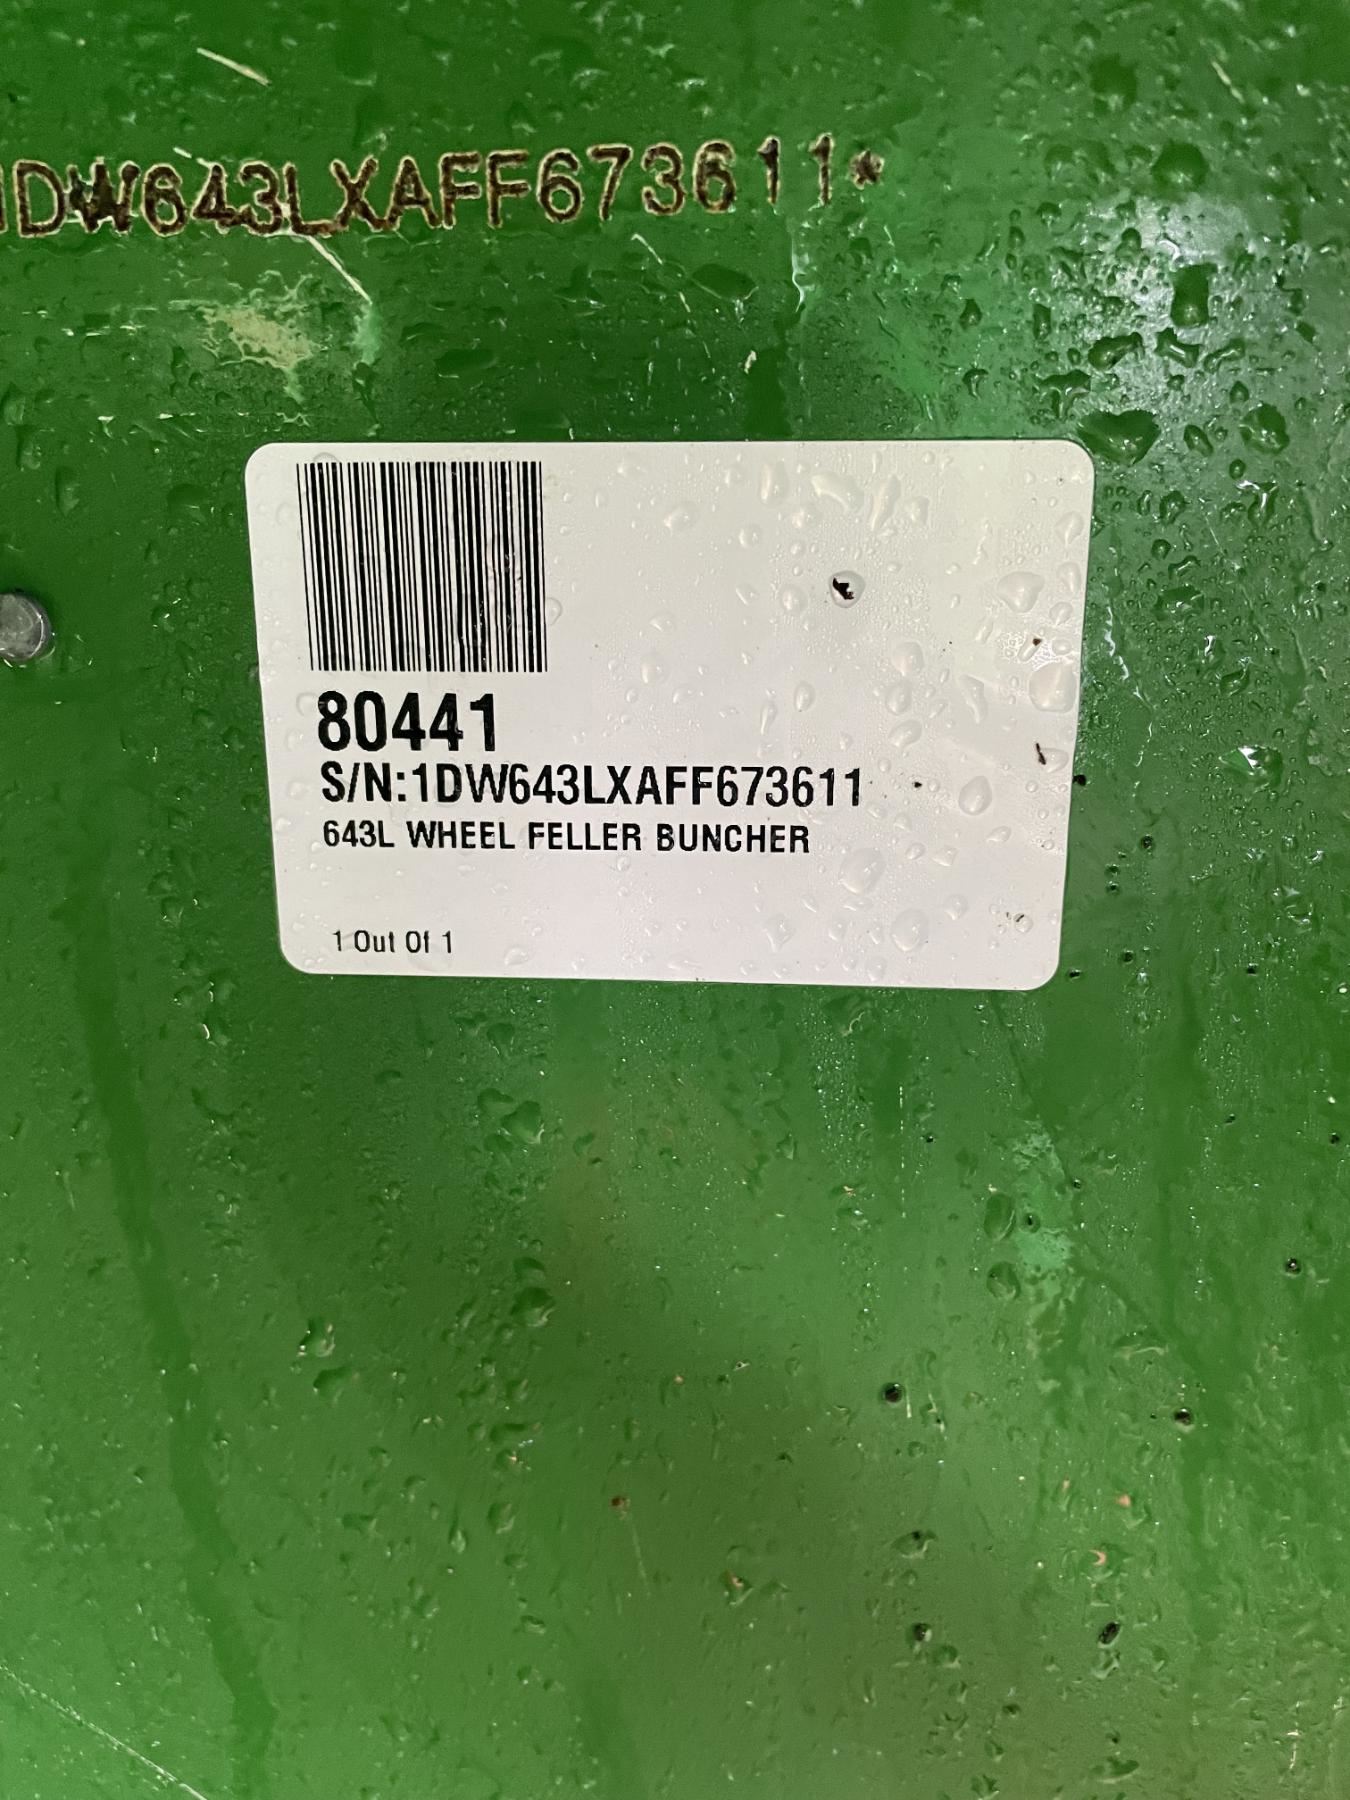 1DW643LXAFF673611*
80441
S/N:1DW643LXAFF673611
643L WHEEL FELLER BUNCHER
1 Out Of 1